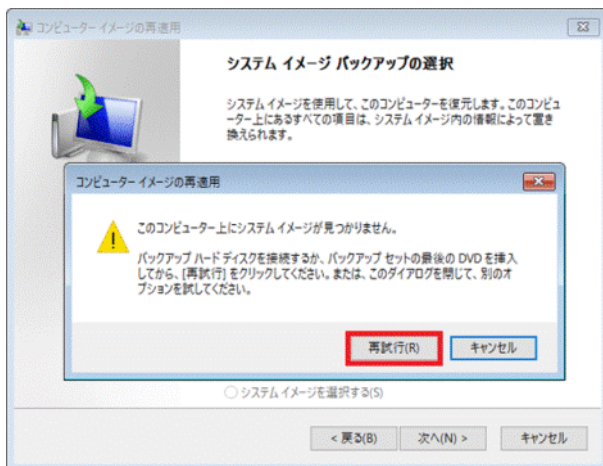 コンピューター イメージの再適用
システム イメージ バックアップの選択
システム イメージを使用して、このコンピューターを復元します。このコンピュ
ーター上にあるすべての項目は、システム イメージ内の情報によって置き
換えられます。
コンピューター イメージの再適用
このコンピューター上にシステム イメージが見つかりません。
バックアップ ハード ディスクを接続するか、バックアップ セットの最後の DVD を挿入
してから、[再試行] をクリックしてください。または、このダイアログを閉じて、別のオ
プションを試してください。
再試行(R)
キャンセル
システム イメージを選択する(S)
< 戻る(B)
次へ(N) >
キャンセル